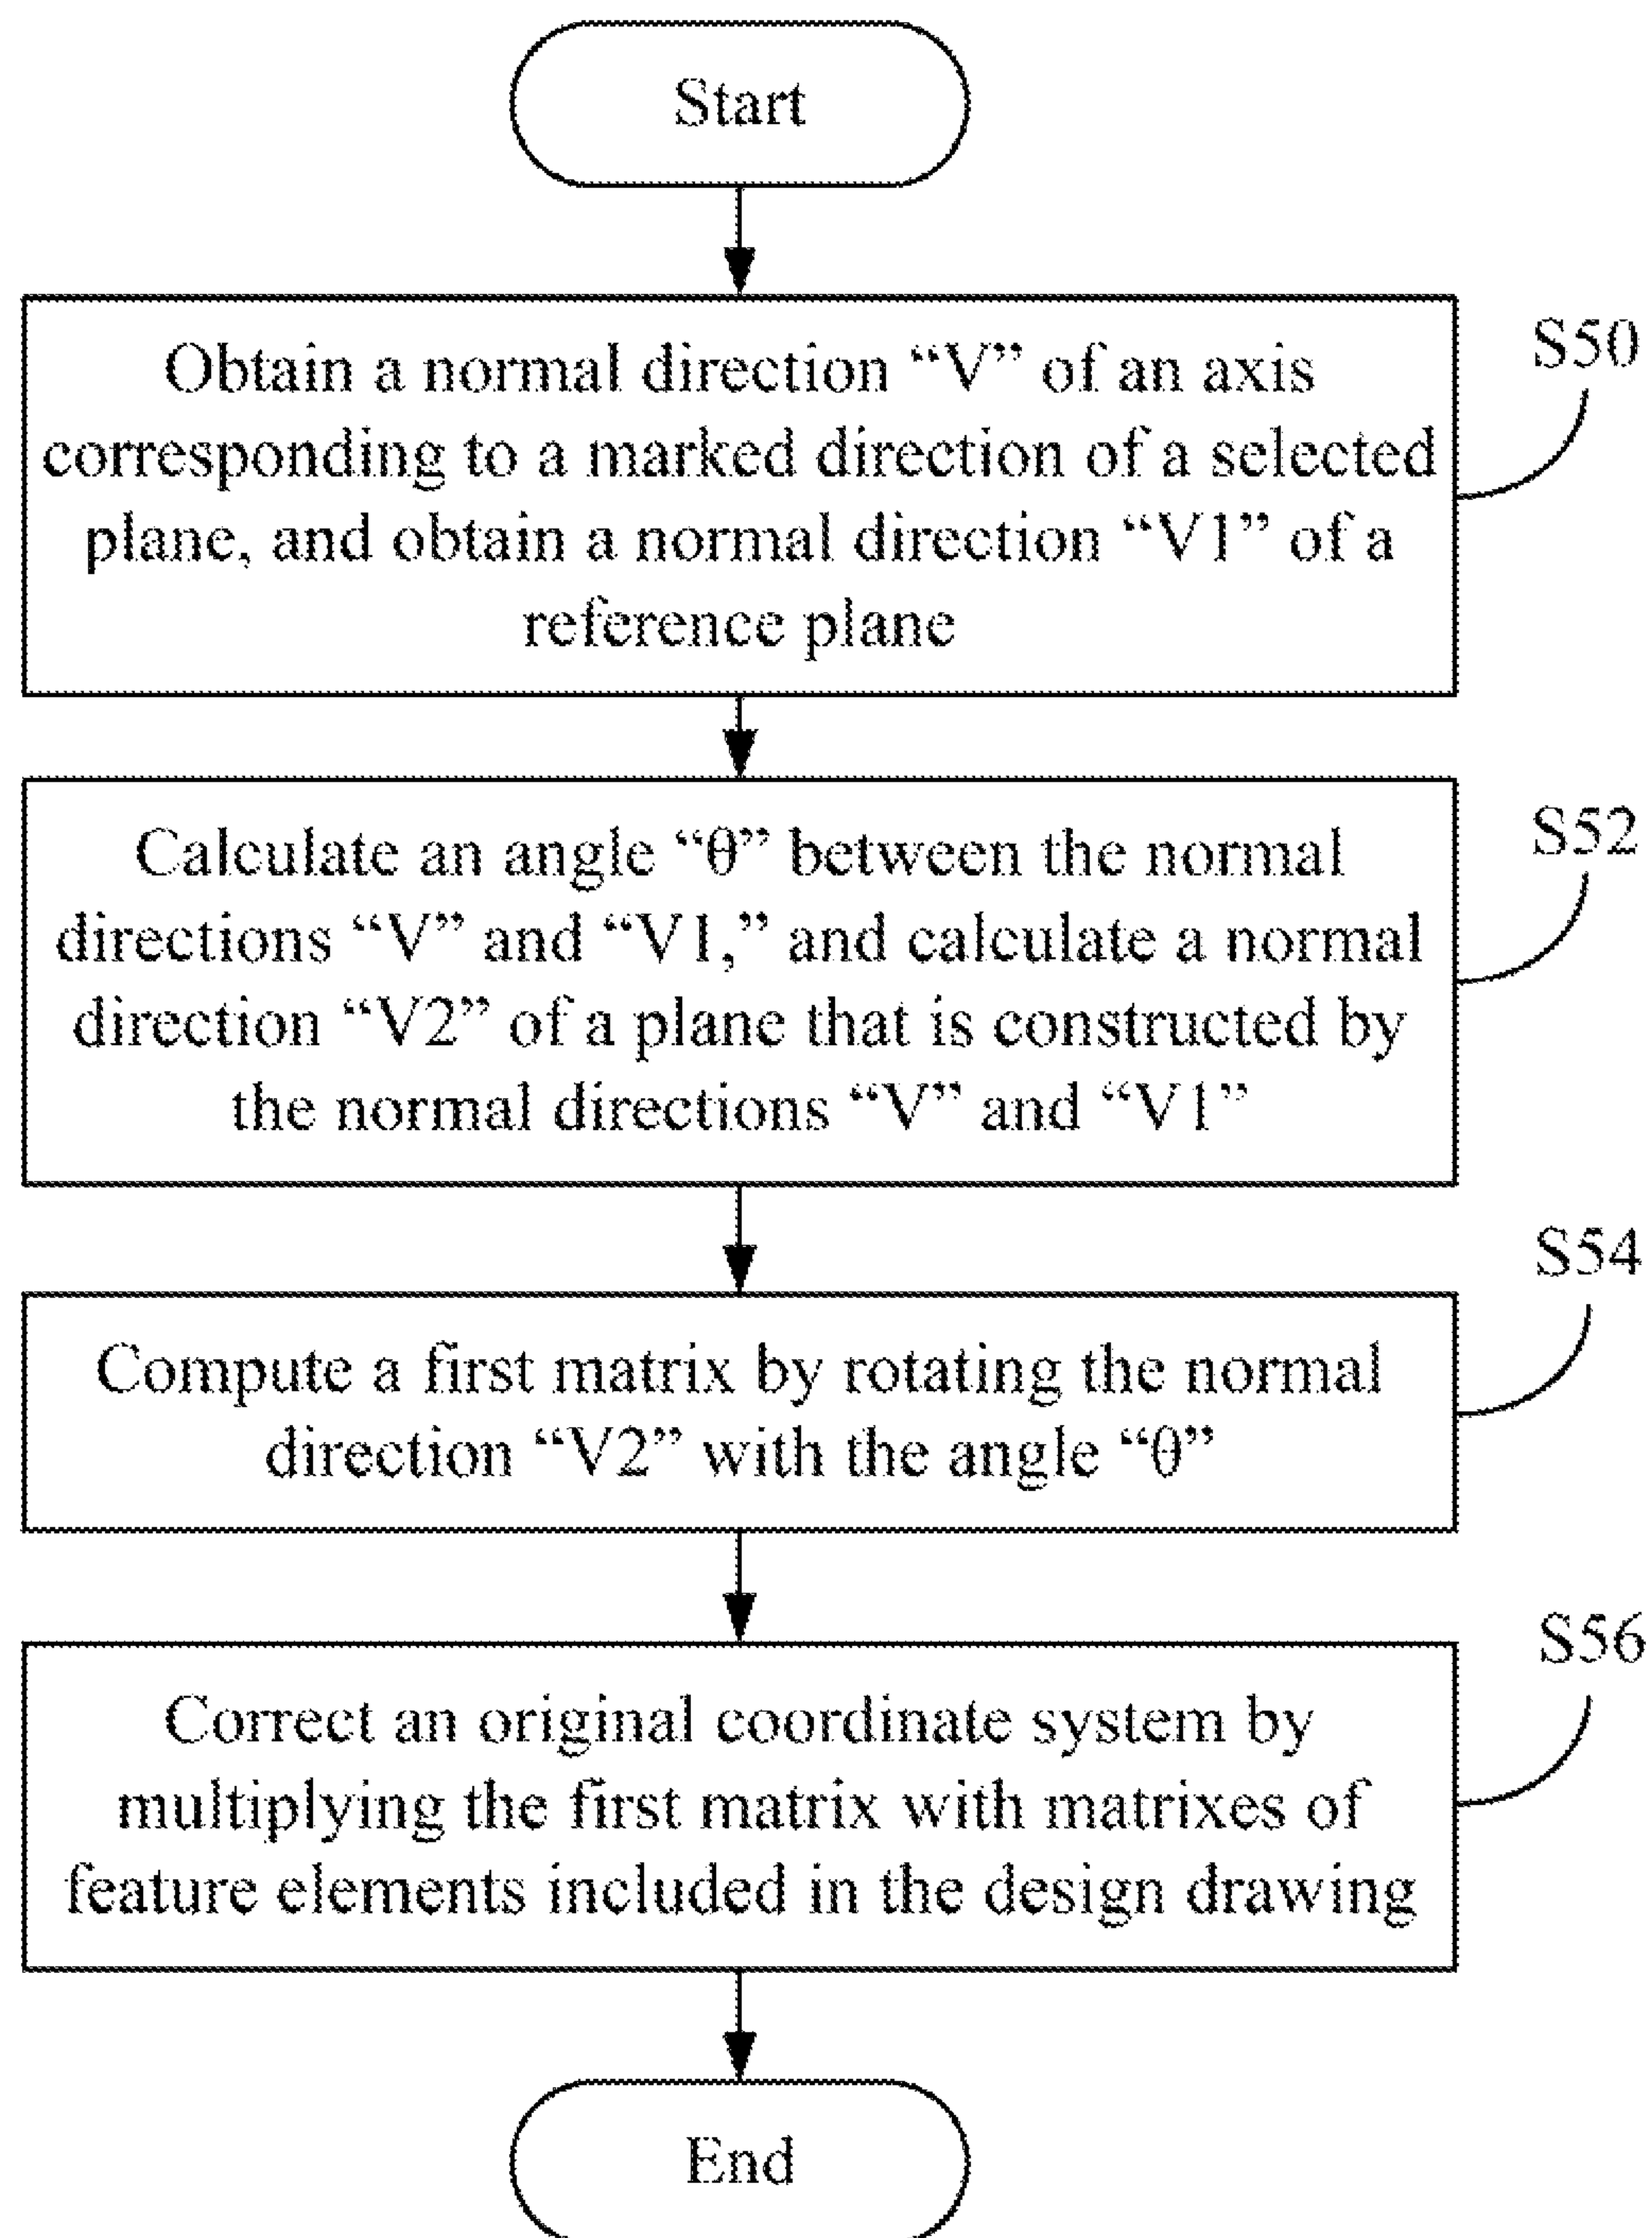 Start
Obtain a normal direction “V” of an axis
corresponding to a marked direction of a selected
plane, and obtain a normal direction “V1” of a
reference plane
S50
Calculate an angle “θ” between the normal
directions “V” and “V1,” and calculate a normal
direction “V2” of a plane that is constructed by
the normal directions “V” and “V1”
S52
Compute a first matrix by rotating the normal
direction “V2” with the angle “θ”
S54
Correct an original coordinate system by
multiplying the first matrix with matrixes of
feature elements included in the design drawing
S56
End